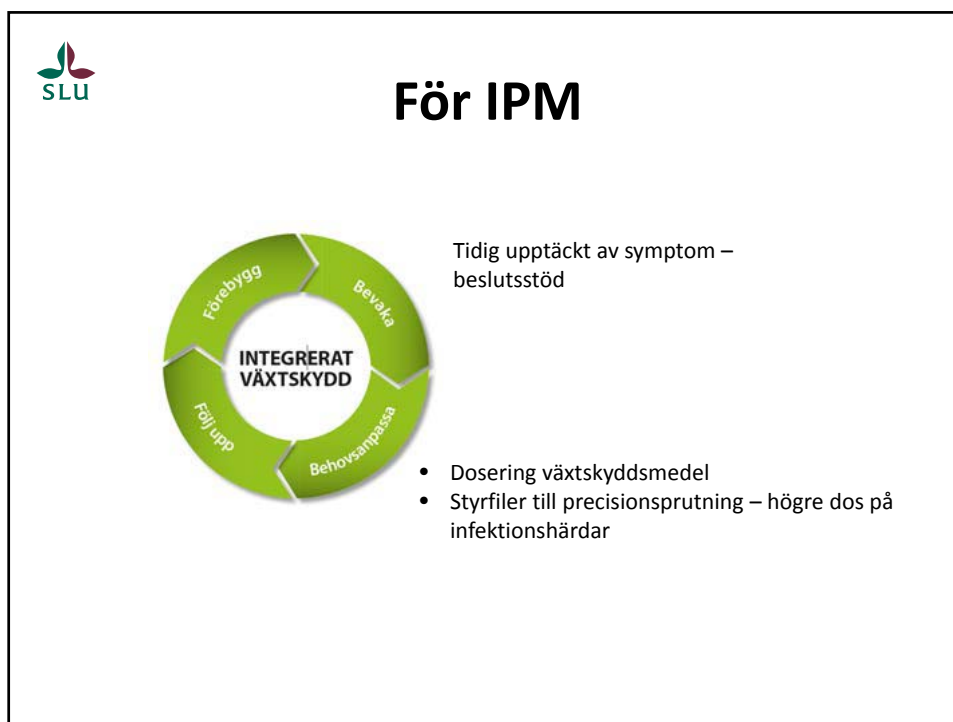 SLU
För IPM
Förebygg
Bevaka
INTEGRERAT
VÄXTSKYDD
Följ upp
Behovsanpassa
Tidig upptäckt av symptom –
beslutsstöd
• Dosering växtskyddsmedel
• Styrfiler till precisionsprutning – högre dos på
infektionshärdar